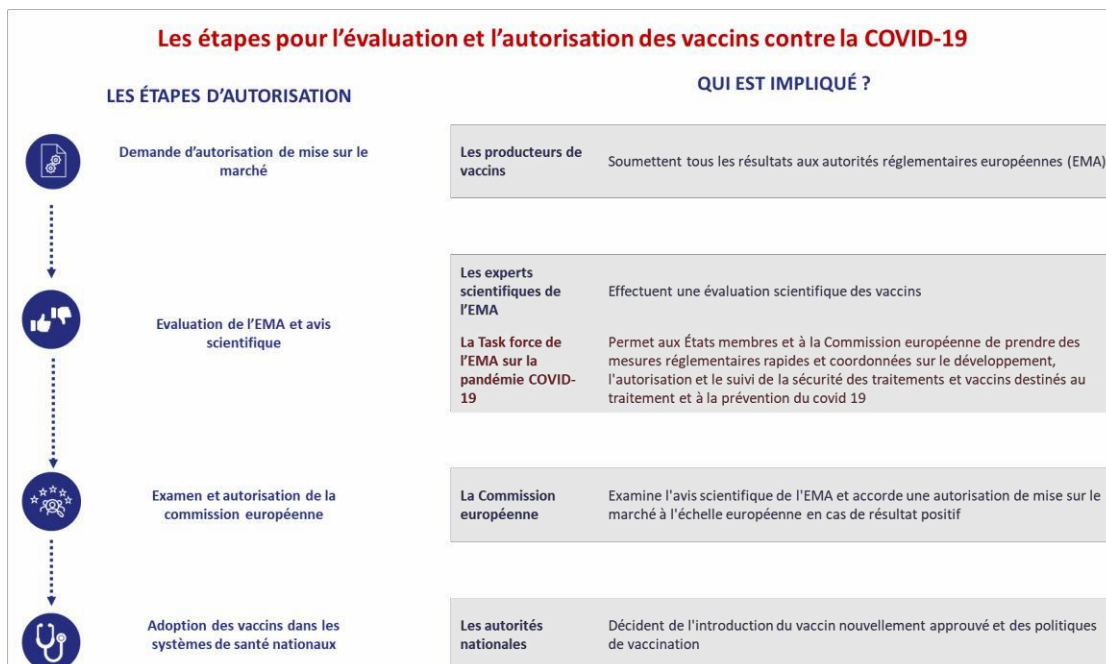 Les étapes pour l’évaluation et l’autorisation des vaccins contre la COVID-19
LES ÉTAPES D’AUTORISATION
QUI EST IMPLIQUÉ ?
Demande d’autorisation de mise sur le
marché
Les producteurs de
vaccins
Soumettent tous les résultats aux autorités réglementaires européennes (EMA)
Evaluation de l’EMA et avis
scientifique
Les experts
scientifiques de
l’EMA
Effectuent une évaluation scientifique des vaccins
La Task force de
l’EMA sur la
pandémie COVID-
19
Permet aux États membres et à la Commission européenne de prendre des
mesures réglementaires rapides et coordonnées sur le développement,
l'autorisation et le suivi de la sécurité des traitements et vaccins destinés au
traitement et à la prévention du covid 19
Examen et autorisation de la
commission européenne
La Commission
européenne
Examine l'avis scientifique de l'EMA et accorde une autorisation de mise sur le
marché à l'échelle européenne en cas de résultat positif
Adoption des vaccins dans les
systèmes de santé nationaux
Les autorités
nationales
Décident de l'introduction du vaccin nouvellement approuvé et des politiques
de vaccination